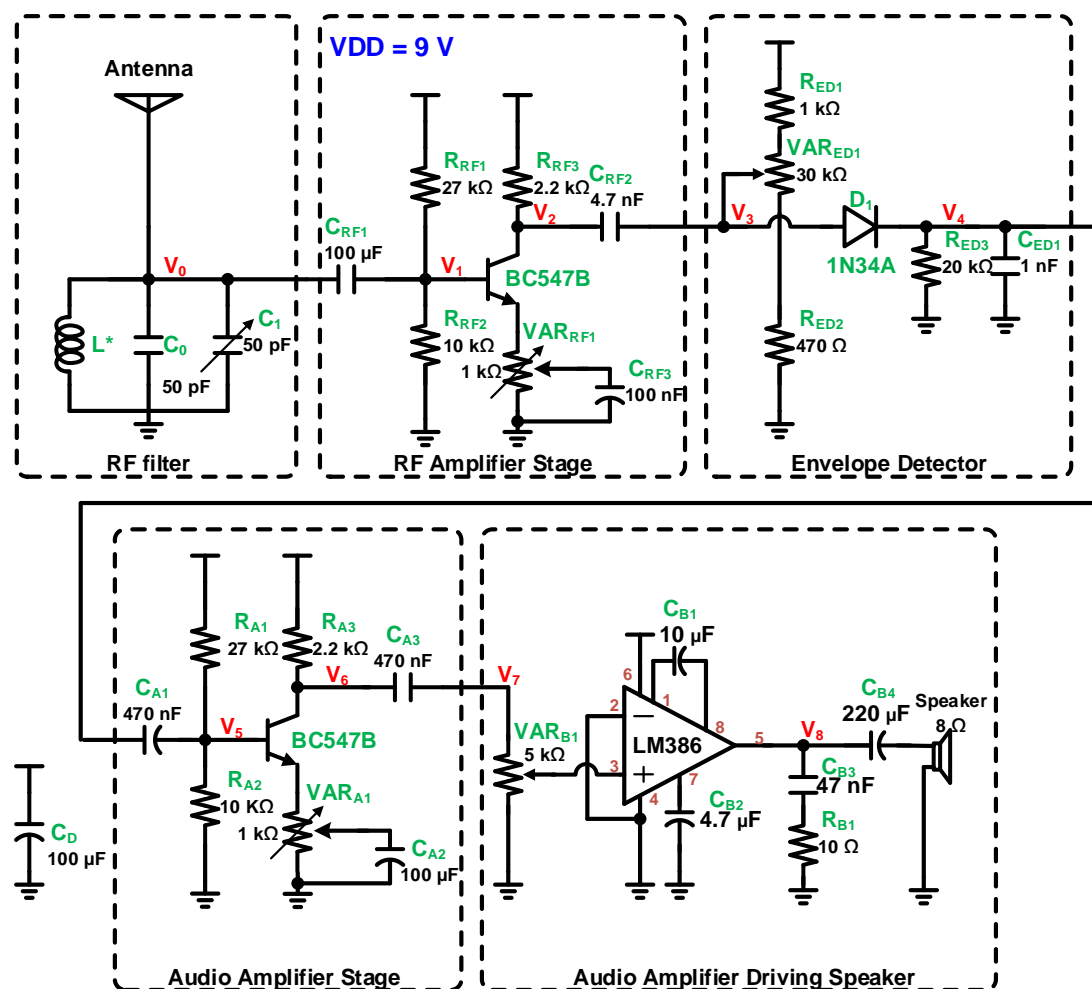 VDD = 9 V
Antenna
V0
L*
C0
50 pF
C1
50 pF
RF filter
CRF1
100 µF
RRF1
27 kΩ
V1
RRF2
10 kΩ
RRF3
2.2 kΩ
V2
CRF2
4.7 nF
BC547B
VARRF1
1 kΩ
CRF3
100 nF
RF Amplifier Stage
RED1
1 kΩ
VARED1
30 kΩ
V3
D1
1N34A
V4
RED3
20 kΩ
CED1
1 nF
RED2
470 Ω
Envelope Detector
CD
100 µF
CA1
470 nF
RA1
27 kΩ
V5
RA2
10 KΩ
RA3
2.2 kΩ
V6
CA3
470 nF
BC547B
VARA1
1 kΩ
CA2
100 µF
Audio Amplifier Stage
V7
VARB1
5 kΩ
CB1
10 µF
6
1
2
8
LM386
5
3
7
4
CB2
4.7 µF
V8
CB3
47 nF
RB1
10 Ω
CB4
220 µF
Speaker
8 Ω
Audio Amplifier Driving Speaker